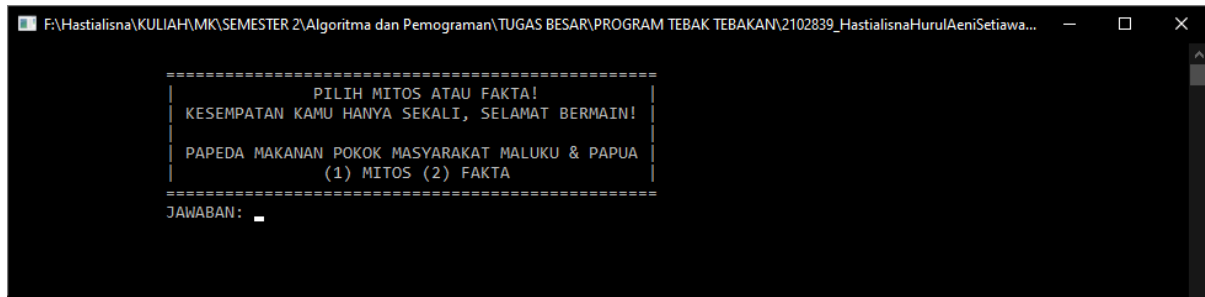 F:\Hastialisna\KULIAH\MK\SEMESTER 2\Algoritma dan Pemograman\TUGAS BESAR\PROGRAM TEBAK TEBAKAN\2102839_HastialisnaHurulAeniSetiawa...
==================================================
| PILIH MITOS ATAU FAKTA! |
| KESEMPATAN KAMU HANYA SEKALI, SELAMAT BERMAIN! |
| |
| PAPEDA MAKANAN POKOK MASYARAKAT MALUKU & PAPUA |
| (1) MITOS (2) FAKTA |
==================================================
JAWABAN: _